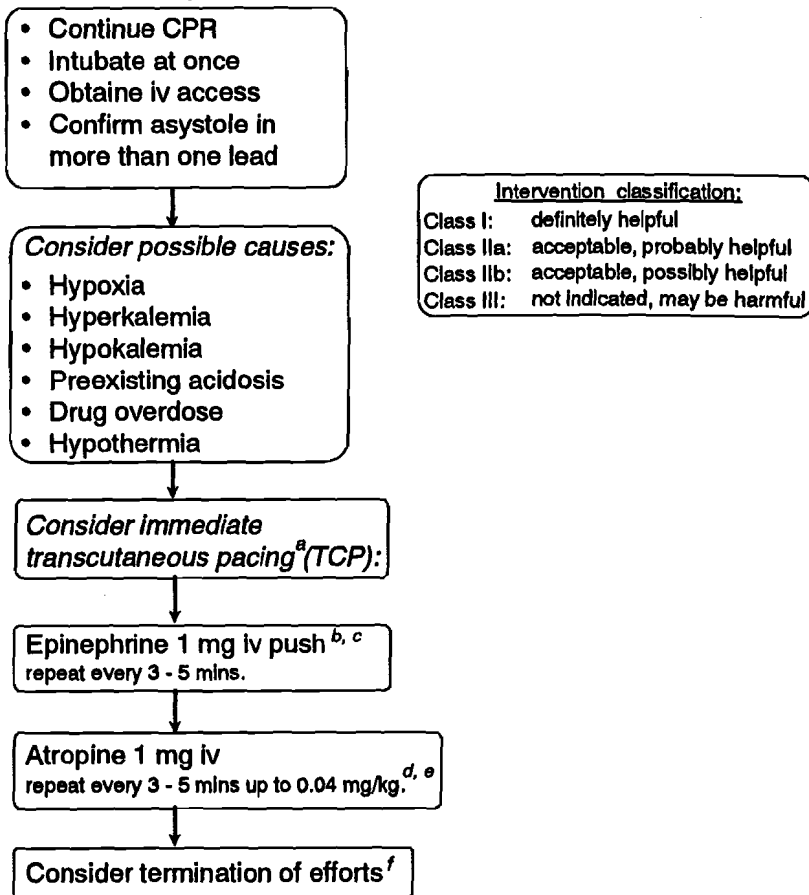 • Continue CPR
• Intubate at once
• Obtaine iv access
• Confirm asystole in
more than one lead
Consider possible causes:
• Hypoxia
• Hyperkalemia
• Hypokalemia
• Preexisting acidosis
• Drug overdose
• Hypothermia
Intervention classification:
Class I: definitely helpful
Class IIa: acceptable, probably helpful
Class IIb: acceptable, possibly helpful
Class III: not indicated, may be harmful
Consider immediate
transcutaneous pacing a (TCP):
Epinephrine 1 mg iv push b, c
repeat every 3 - 5 mins.
Atropine 1 mg iv
repeat every 3 - 5 mins up to 0.04 mg/kg. d, e
Consider termination of efforts f